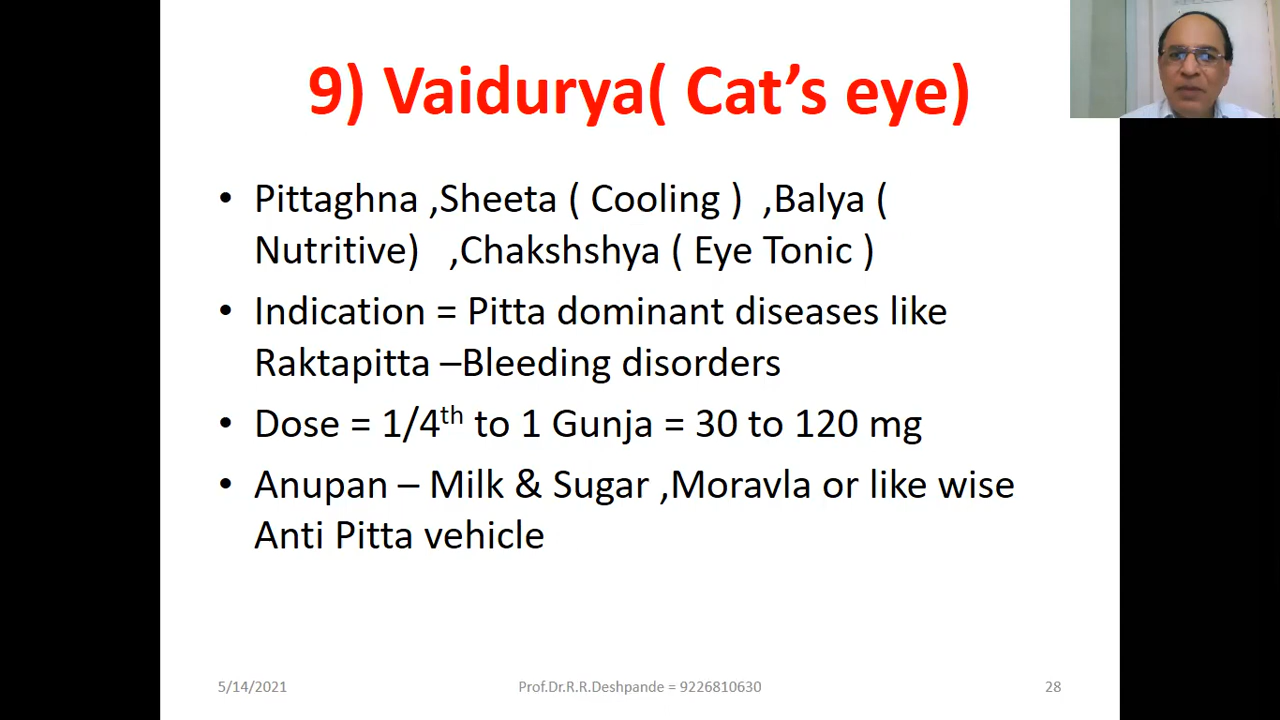 9) Vaidurya( Cat’s eye)
• Pittaghna ,Sheeta ( Cooling ) ,Balya (
Nutritive) ,Chakshshya ( Eye Tonic )
• Indication = Pitta dominant diseases like
Raktapitta –Bleeding disorders
• Dose = 1/4th to 1 Gunja = 30 to 120 mg
• Anupan – Milk & Sugar ,Moravla or like wise
Anti Pitta vehicle
5/14/2021
Prof.Dr.R.R.Deshpande = 9226810630
28